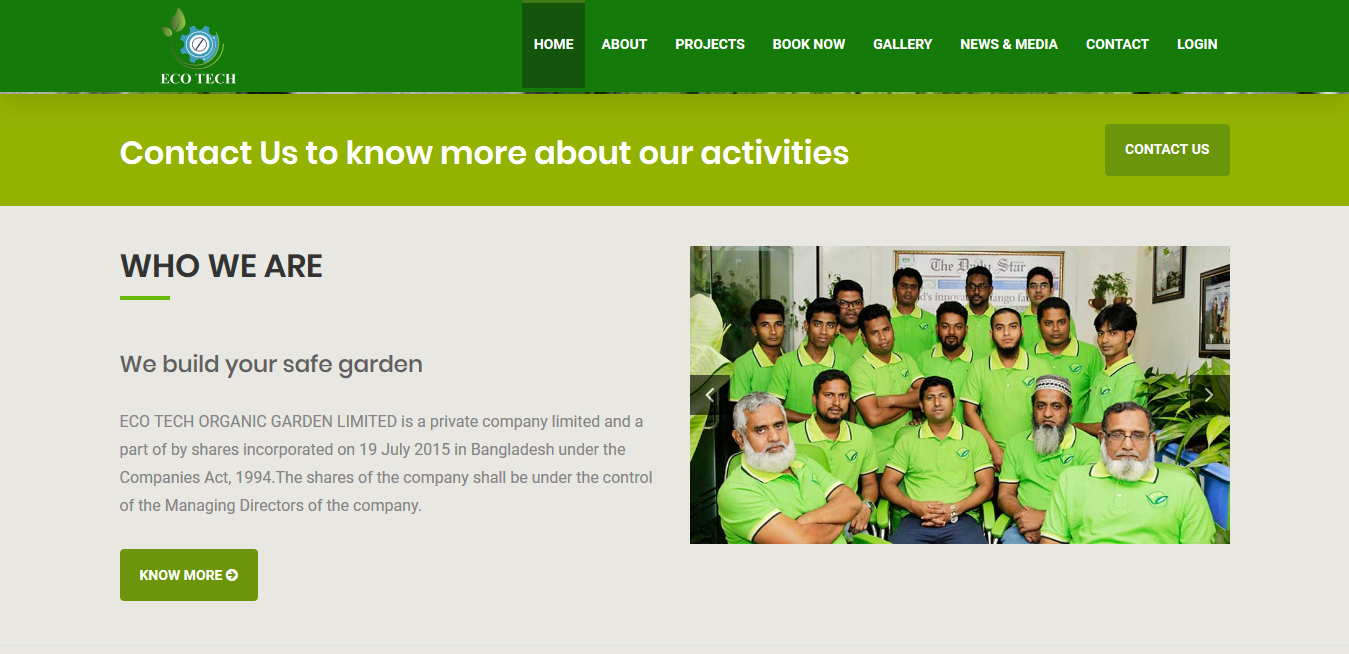 ECO TECH
HOME ABOUT PROJECTS BOOK NOW GALLERY NEWS & MEDIA CONTACT LOGIN
Contact Us to know more about our activities
CONTACT US
WHO WE ARE
We build your safe garden
ECO TECH ORGANIC GARDEN LIMITED is a private company limited and a
part of by shares incorporated on 19 July 2015 in Bangladesh under the
Companies Act, 1994.The shares of the company shall be under the control
of the Managing Directors of the company.
KNOW MORE
The Daily Star